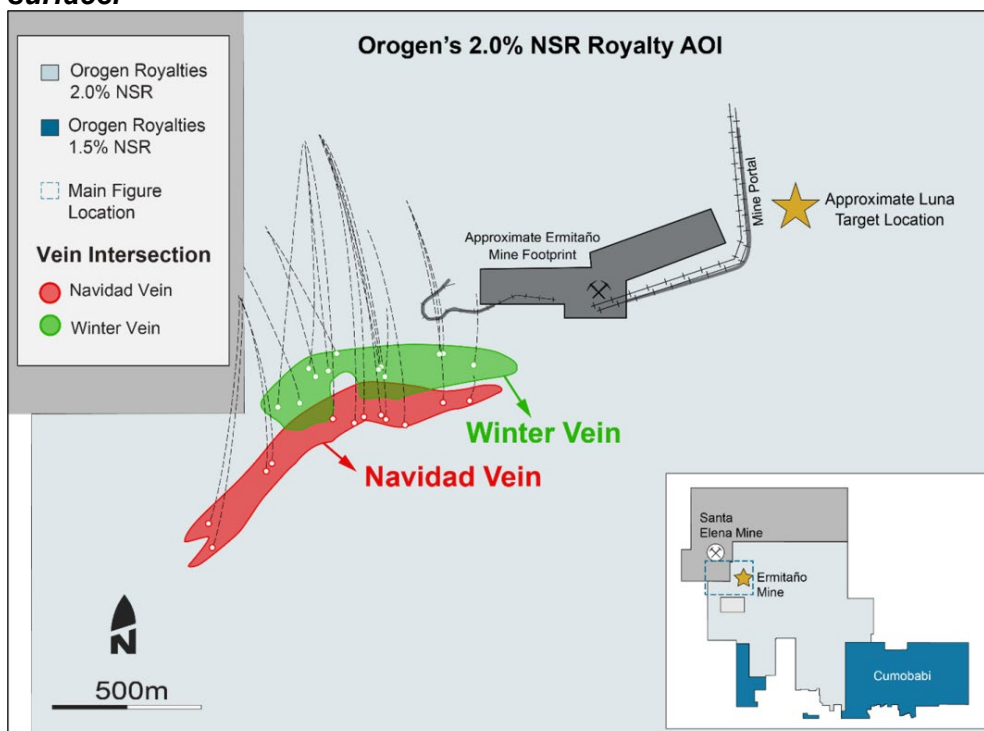 Orogen's 2.0% NSR Royalty AOI
Orogen Royalties
2.0% NSR
Orogen Royalties
1.5% NSR
Main Figure
Location
Vein Intersection
Navidad Vein
Winter Vein
Mine Portal
Approximate Luna
Target Location
Approximate Ermitaño
Mine Footprint
Winter Vein
Navidad Vein
N
500m
Santa
Elena Mine
Ermitaño
Mine
Cumobabi